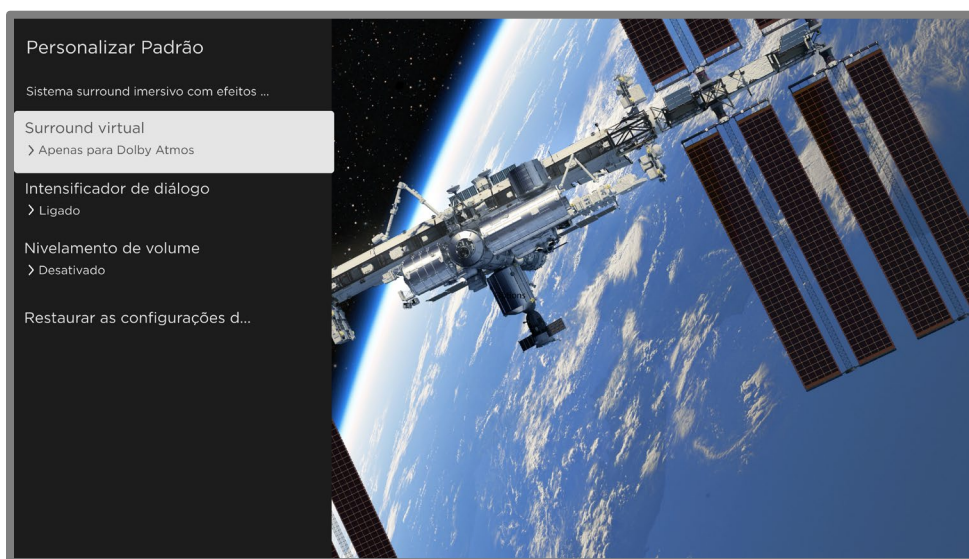 Personalizar Padrão
Sistema surround imersivo com efeitos ...
Surround virtual
Apenas para Dolby Atmos
Intensificador de diálogo
Ligado
Nivelamento de volume
Desativado
Restaurar as configurações d...